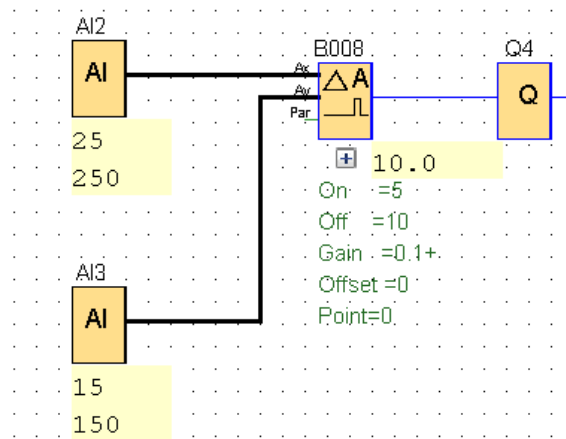 AI2
B008
Q4
AI
Ax
Ay
Par
A
Q
25
250
10.0
On =5
Off =10
Gain =0.1+
Offset =0
Point=0
AI3
AI
15
150